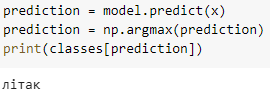 prediction = model.predict(x)
prediction = np.argmax(prediction)
print(classes[prediction])
літак